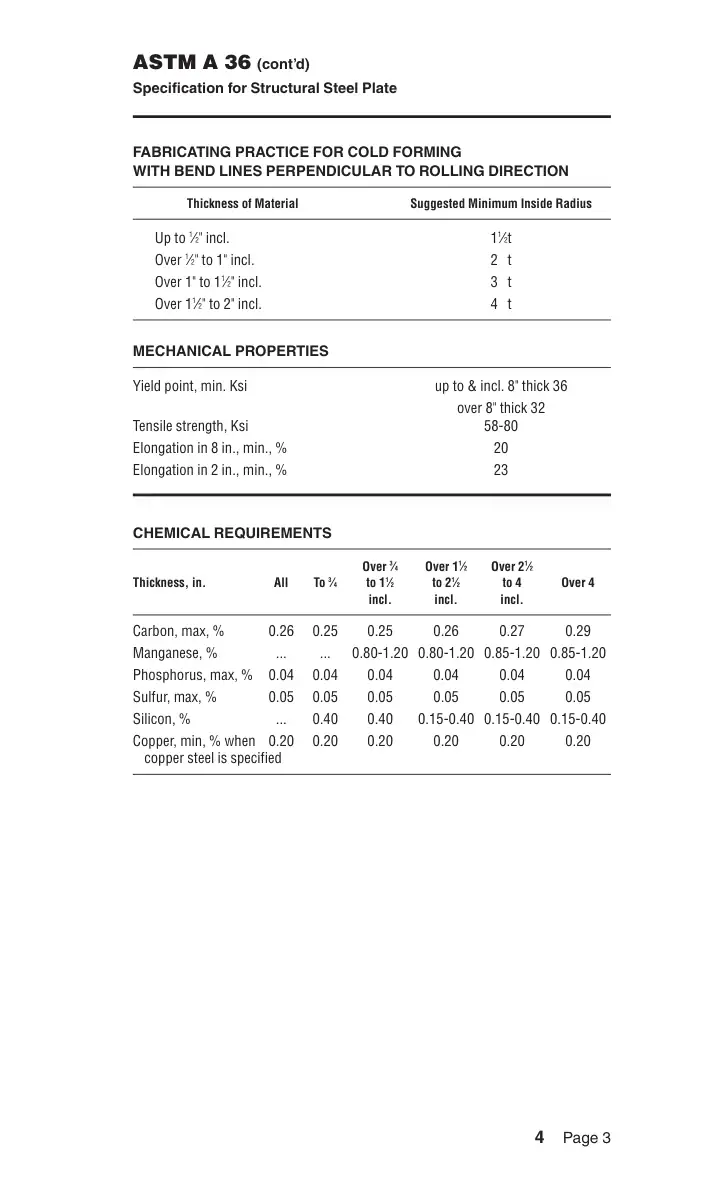 ASTM A 36 (cont’d)
Specification for Structural Steel Plate
FABRICATING PRACTICE FOR COLD FORMING
WITH BEND LINES PERPENDICULAR TO ROLLING DIRECTION
Thickness of Material Suggested Minimum Inside Radius
Up to ½" incl. 1½t
Over ½" to 1" incl. 2 t
Over 1" to 1½" incl. 3 t
Over 1½" to 2" incl. 4 t
MECHANICAL PROPERTIES
Yield point, min. Ksi up to & incl. 8" thick 36
over 8" thick 32
Tensile strength, Ksi 58-80
Elongation in 8 in., min., % 20
Elongation in 2 in., min., % 23
CHEMICAL REQUIREMENTS
Over ¾ Over 1½ Over 2½
Thickness, in. All To ¾ to 1½ to 2½ to 4 Over 4
incl. incl. incl.
Carbon, max, % 0.26 0.25 0.25 0.26 0.27 0.29
Manganese, % ... ... 0.80-1.20 0.80-1.20 0.85-1.20 0.85-1.20
Phosphorus, max, % 0.04 0.04 0.04 0.04 0.04 0.04
Sulfur, max, % 0.05 0.05 0.05 0.05 0.05 0.05
Silicon, % ... 0.40 0.40 0.15-0.40 0.15-0.40 0.15-0.40
Copper, min, % when 0.20 0.20 0.20 0.20 0.20 0.20
copper steel is specified
4 Page 3